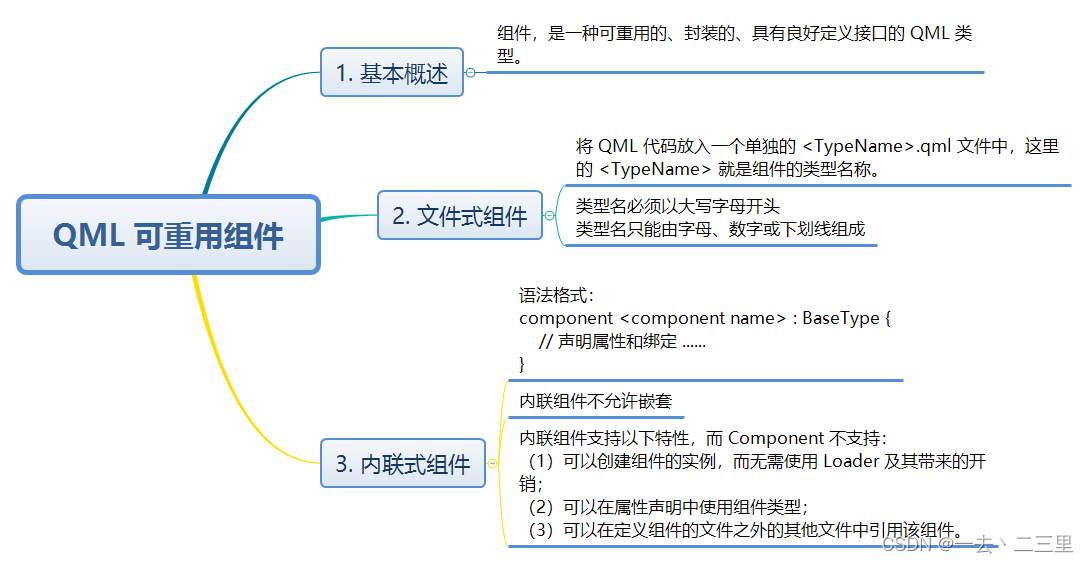 QML 可重用组件
1. 基本概述
组件，是一种可重用的、封装的、具有良好定义接口的 QML 类
型。
2. 文件式组件
将 QML 代码放入一个单独的 <TypeName>.qml 文件中，这里
的 <TypeName> 就是组件的类型名称。
类型名必须以大写字母开头
类型名只能由字母、数字或下划线组成
3. 内联式组件
语法格式：
component <component name> : BaseType {
// 声明属性和绑定 ......
}
内联组件不允许嵌套
内联组件支持以下特性，而 Component 不支持：
（1）可以创建组件的实例，而无需使用 Loader 及其带来的开
销；
（2）可以在属性声明中使用组件类型；
（3）可以在定义组件的文件之外的其他文件中引用该组件。
CSDN @一去丶二三里